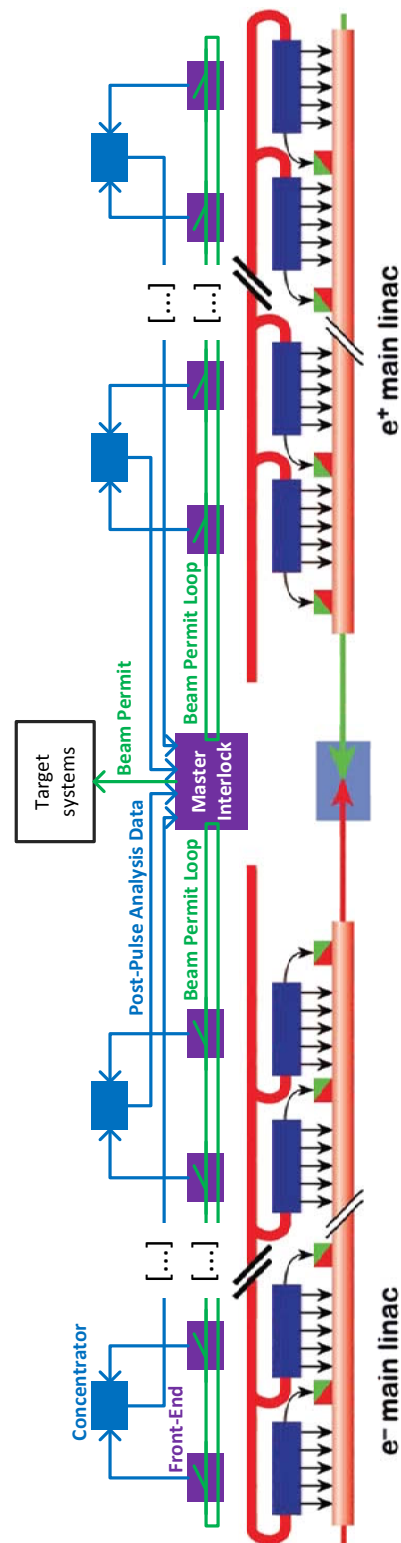 Target
systems
Beam Permit
Post-Pulse Analysis Data
Concentrator
Front-End
[...]
[...]
Beam Permit Loop
Master
Interlock
Beam Permit Loop
[...]
[...]
e⁻ main linac
e⁺ main linac